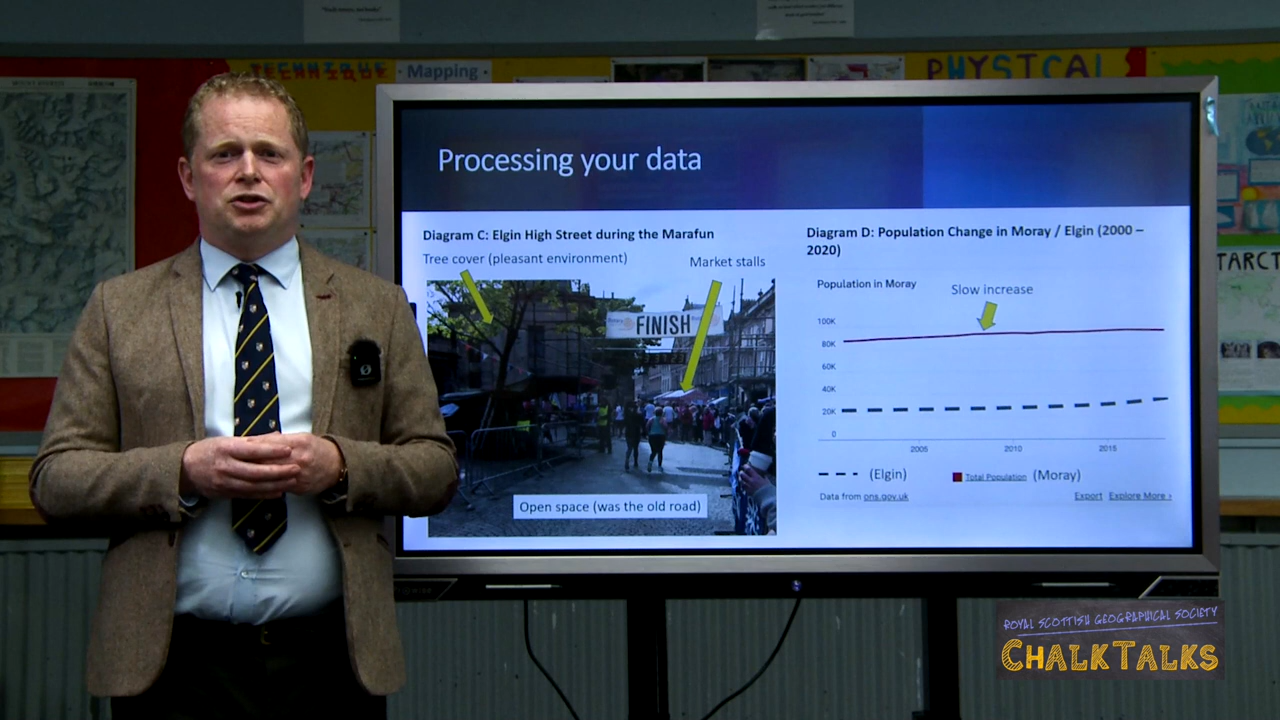 TECHNIQUE
Mapping
PHYSICAL
Processing your data
Diagram C: Elgin High Street during the Marafun
Tree cover (pleasant environment)
Market stalls
FINISH
Open space (was the old road)
Diagram D: Population Change in Moray / Elgin (2000 –
2020)
Population in Moray
Slow increase
100K
80K
60K
40K
20K
0
2005
2010
2015
(Elgin)
Total Population (Moray)
Data from ons.gov.uk
Export Explore More ›
ROYAL SCOTTISH GEOGRAPHICAL SOCIETY
CHALKTALKS